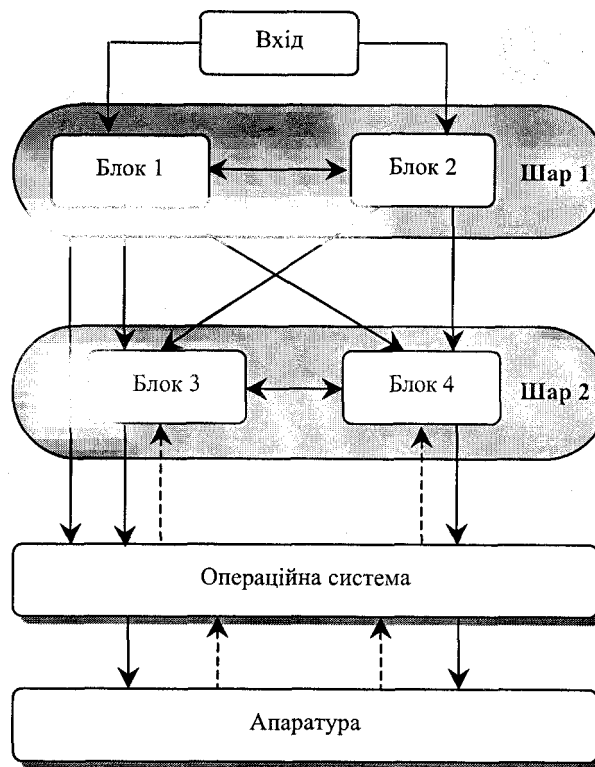 Вхід
Блок 1
Блок 2
Шар 1
Блок 3
Блок 4
Шар 2
Операційна система
Апаратура